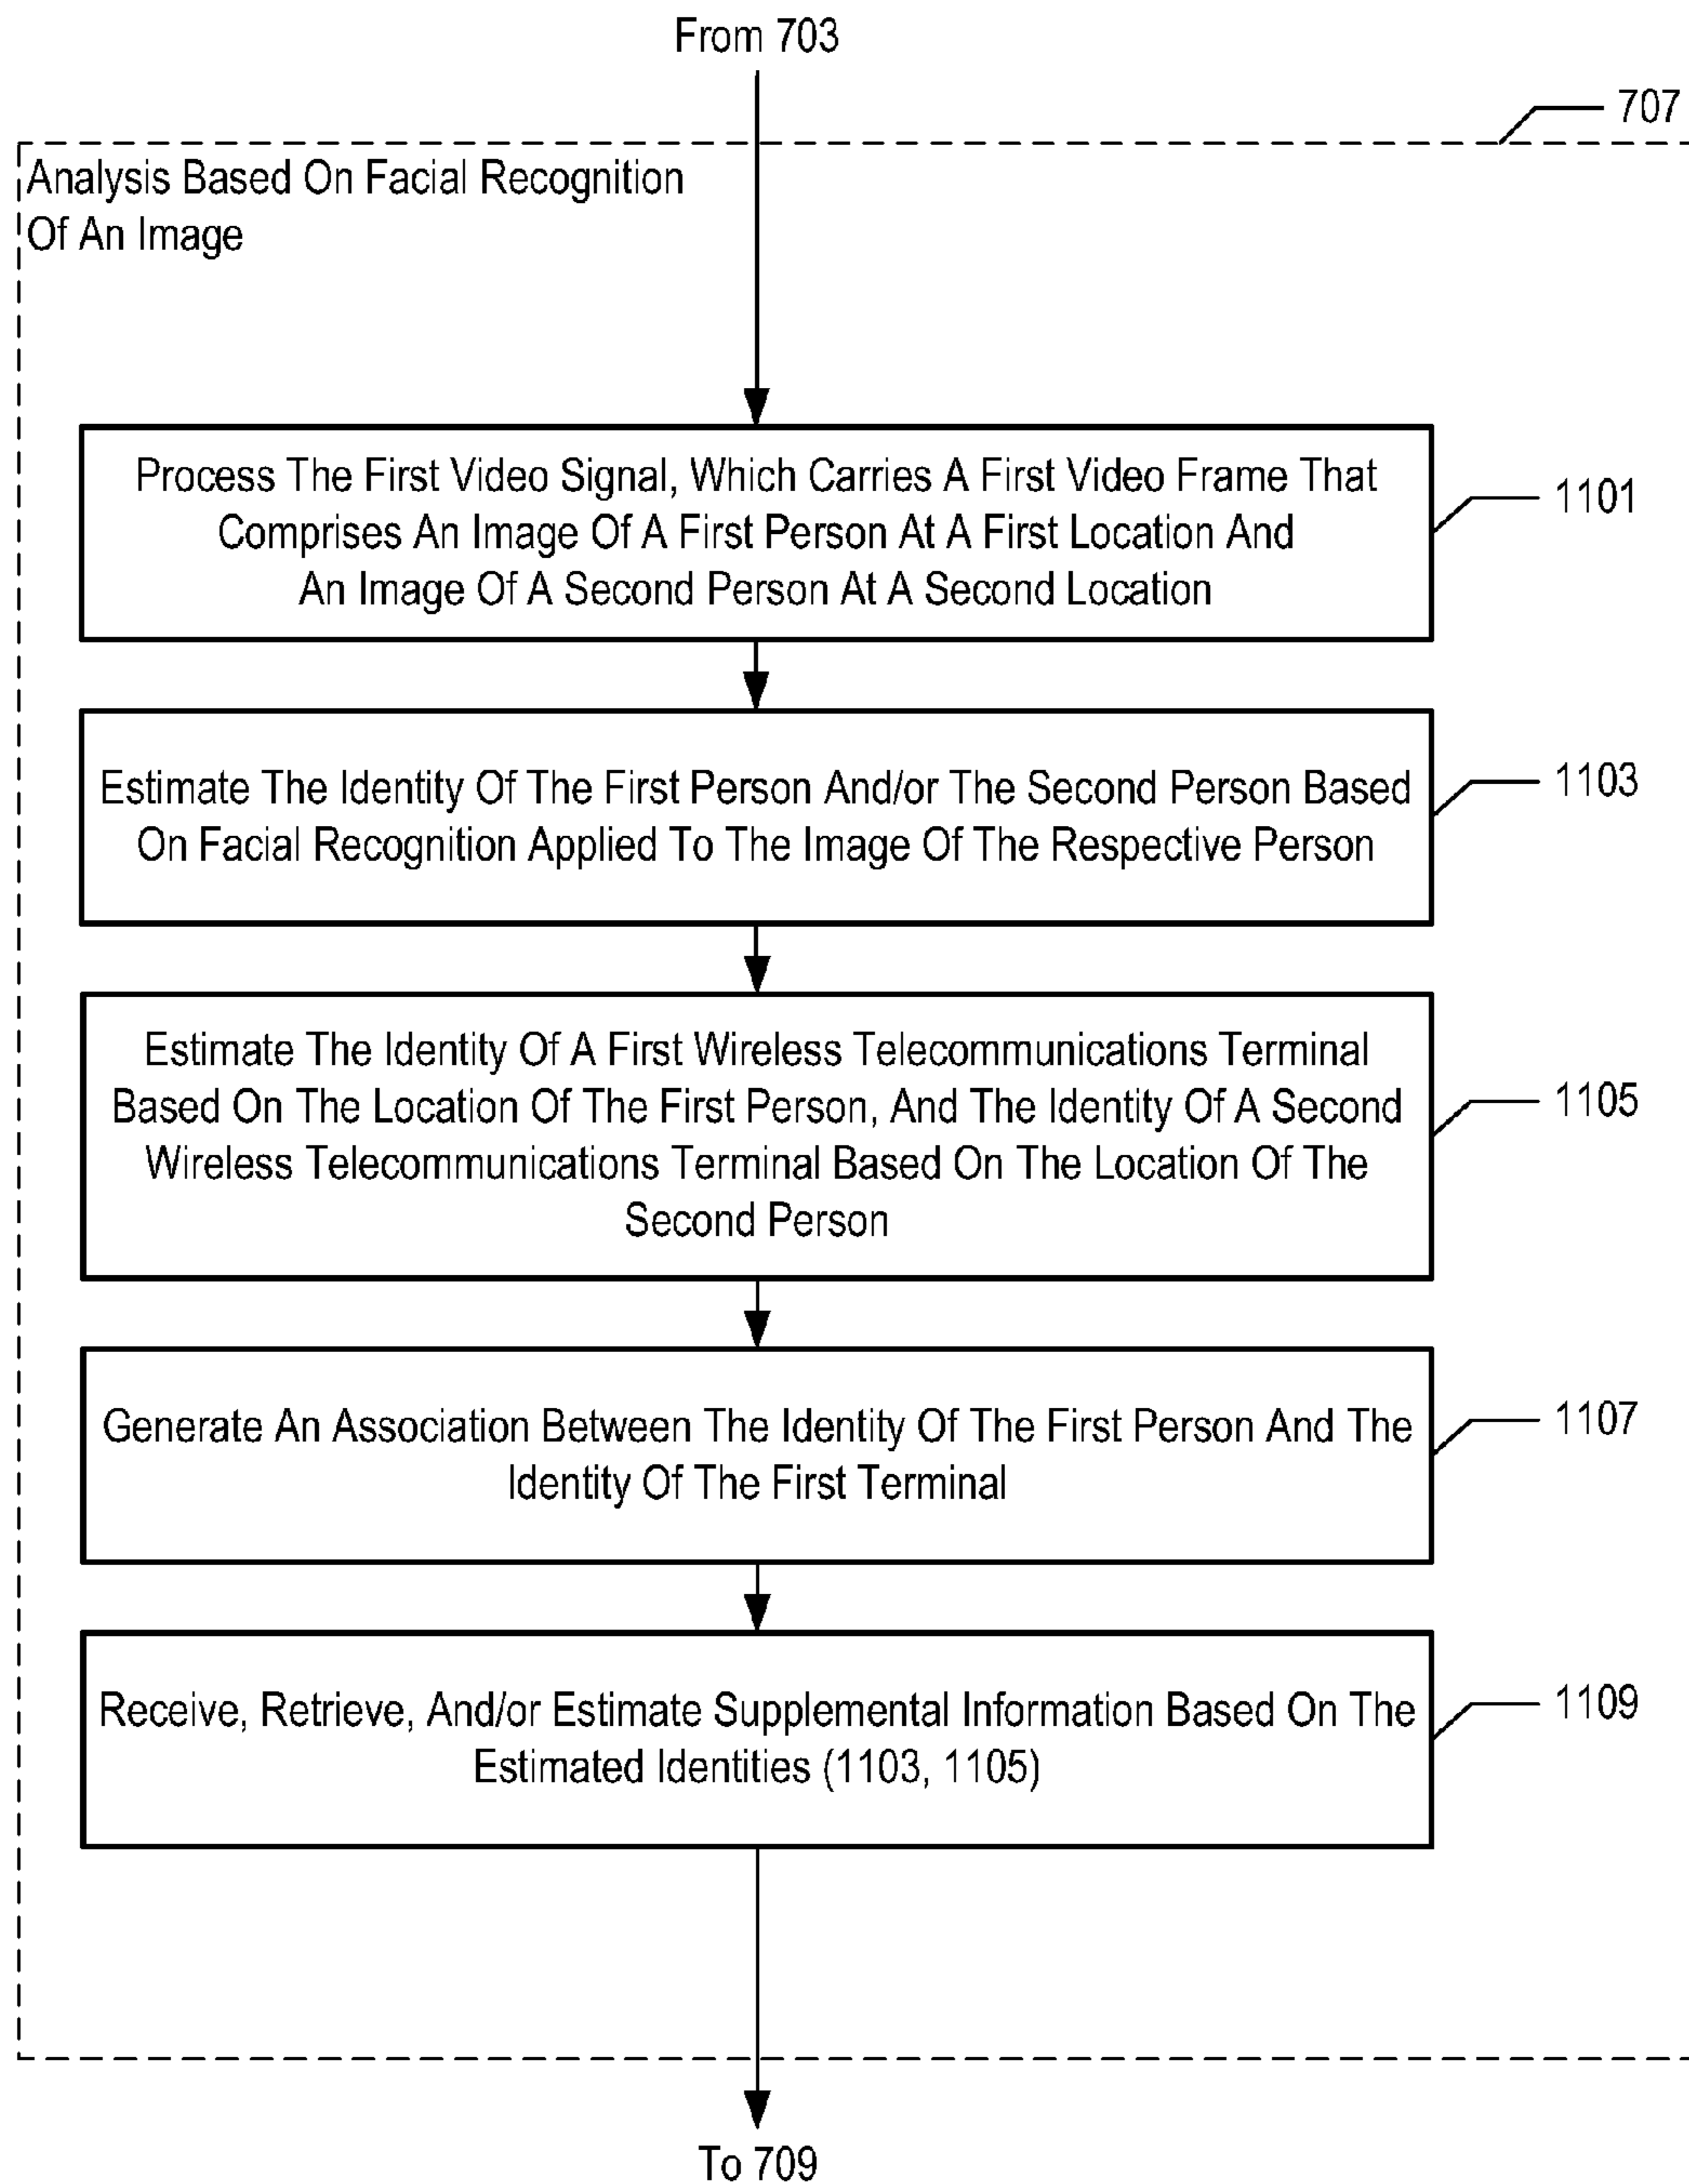 From 703
707
Analysis Based On Facial Recognition
Of An Image
Process The First Video Signal, Which Carries A First Video Frame That
Comprises An Image Of A First Person At A First Location And
An Image Of A Second Person At A Second Location
1101
Estimate The Identity Of The First Person And/or The Second Person Based
On Facial Recognition Applied To The Image Of The Respective Person
1103
Estimate The Identity Of A First Wireless Telecommunications Terminal
Based On The Location Of The First Person, And The Identity Of A Second
Wireless Telecommunications Terminal Based On The Location Of The
Second Person
1105
Generate An Association Between The Identity Of The First Person And The
Identity Of The First Terminal
1107
Receive, Retrieve, And/or Estimate Supplemental Information Based On The
Estimated Identities (1103, 1105)
1109
To 709